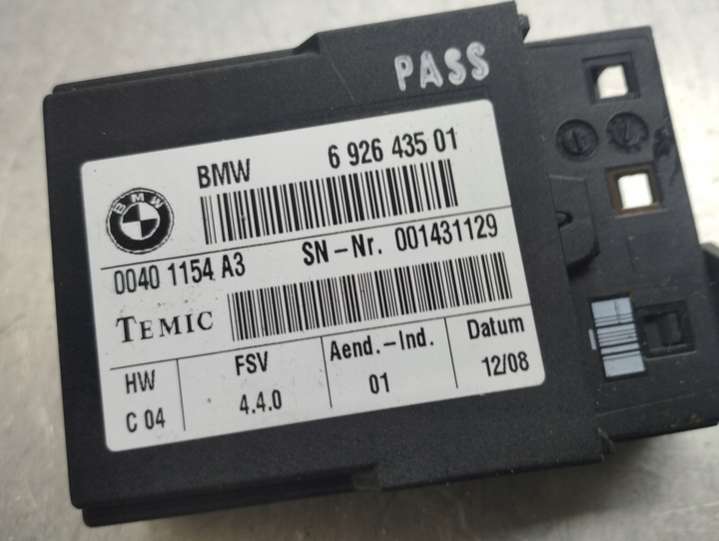 PASS
BMW 6 926 435 01
BMW
0040 1154 A3 SN-Nr. 001431129
TEMIC
HW FSV Aend.-Ind. Datum
C 04 4.4.0 01 12/08